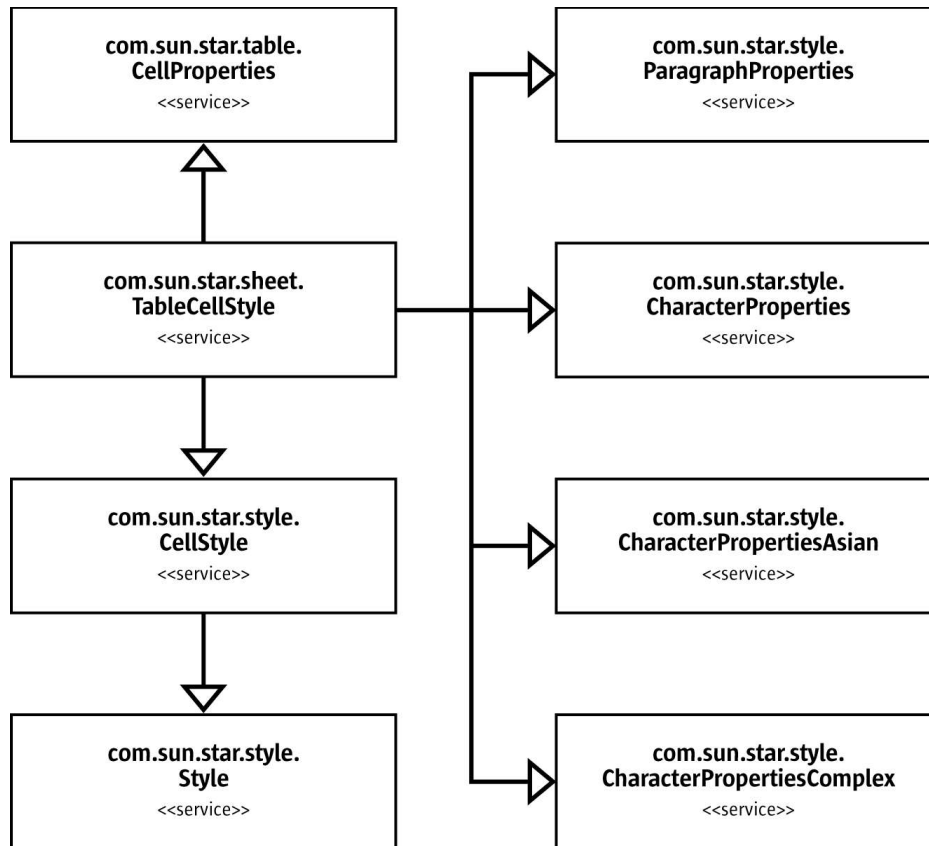 com.sun.star.table.
CellProperties
<<service>>
com.sun.star.style.
ParagraphProperties
<<service>>
com.sun.star.sheet.
TableCellStyle
<<service>>
com.sun.star.style.
CharacterProperties
<<service>>
com.sun.star.style.
CellStyle
<<service>>
com.sun.star.style.
CharacterPropertiesAsian
<<service>>
com.sun.star.style.
Style
<<service>>
com.sun.star.style.
CharacterPropertiesComplex
<<service>>